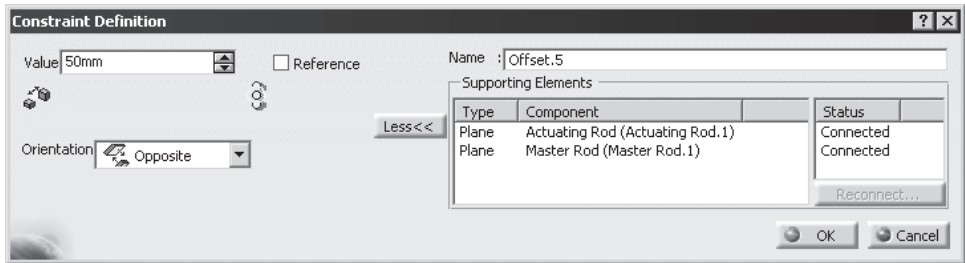 Constraint Definition
Value 50mm
Reference
Orientation Opposite
Less<<
Name : Offset.5
Supporting Elements
Type Component Status
Plane Actuating Rod (Actuating Rod.1) Connected
Plane Master Rod (Master Rod.1) Connected
Reconnect...
OK Cancel